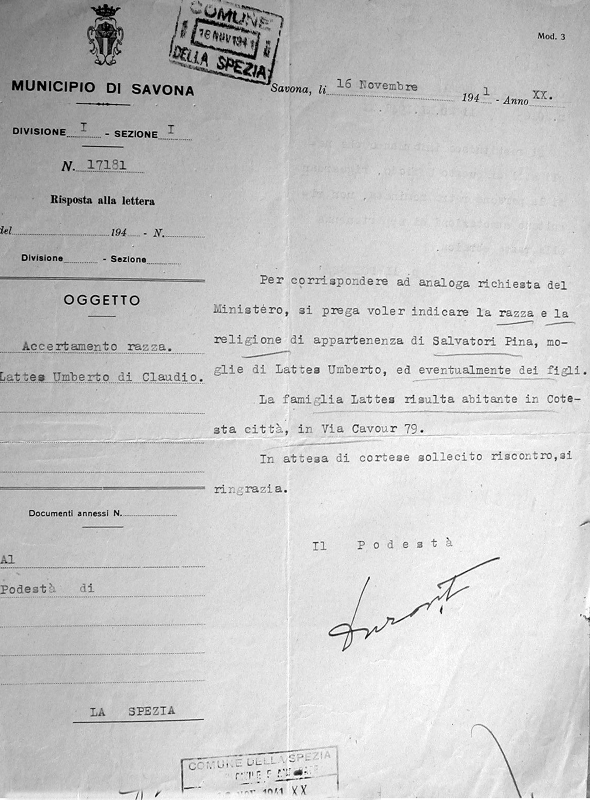 COMUNE
16 NOV 1941
DELLA SPEZIA
Mod. 3
MUNICIPIO DI SAVONA
Savona, li 16 Novembre 1941 - Anno XX.
DIVISIONE I - SEZIONE I
N. 17181
Risposta alla lettera
del 194 - N.
Divisione - Sezione
OGGETTO
Accertamento razza.
Lattes Umberto di Claudio.
Documenti annessi N.
Al
Podestà di
LA SPEZIA
Per corrispondere ad analoga richiesta del
Ministero, si prega voler indicare la razza e la
religione di appartenenza di Salvatori Pina, mo-
glie di Lattes Umberto, ed eventualmente dei figli.
La famiglia Lattes risulta abitante in Cote-
sta città, in Via Cavour 79.
In attesa di cortese sollecito riscontro,si
ringrazia.
Il Podestà
COMUNE DELLA SPEZIA
1941 XX